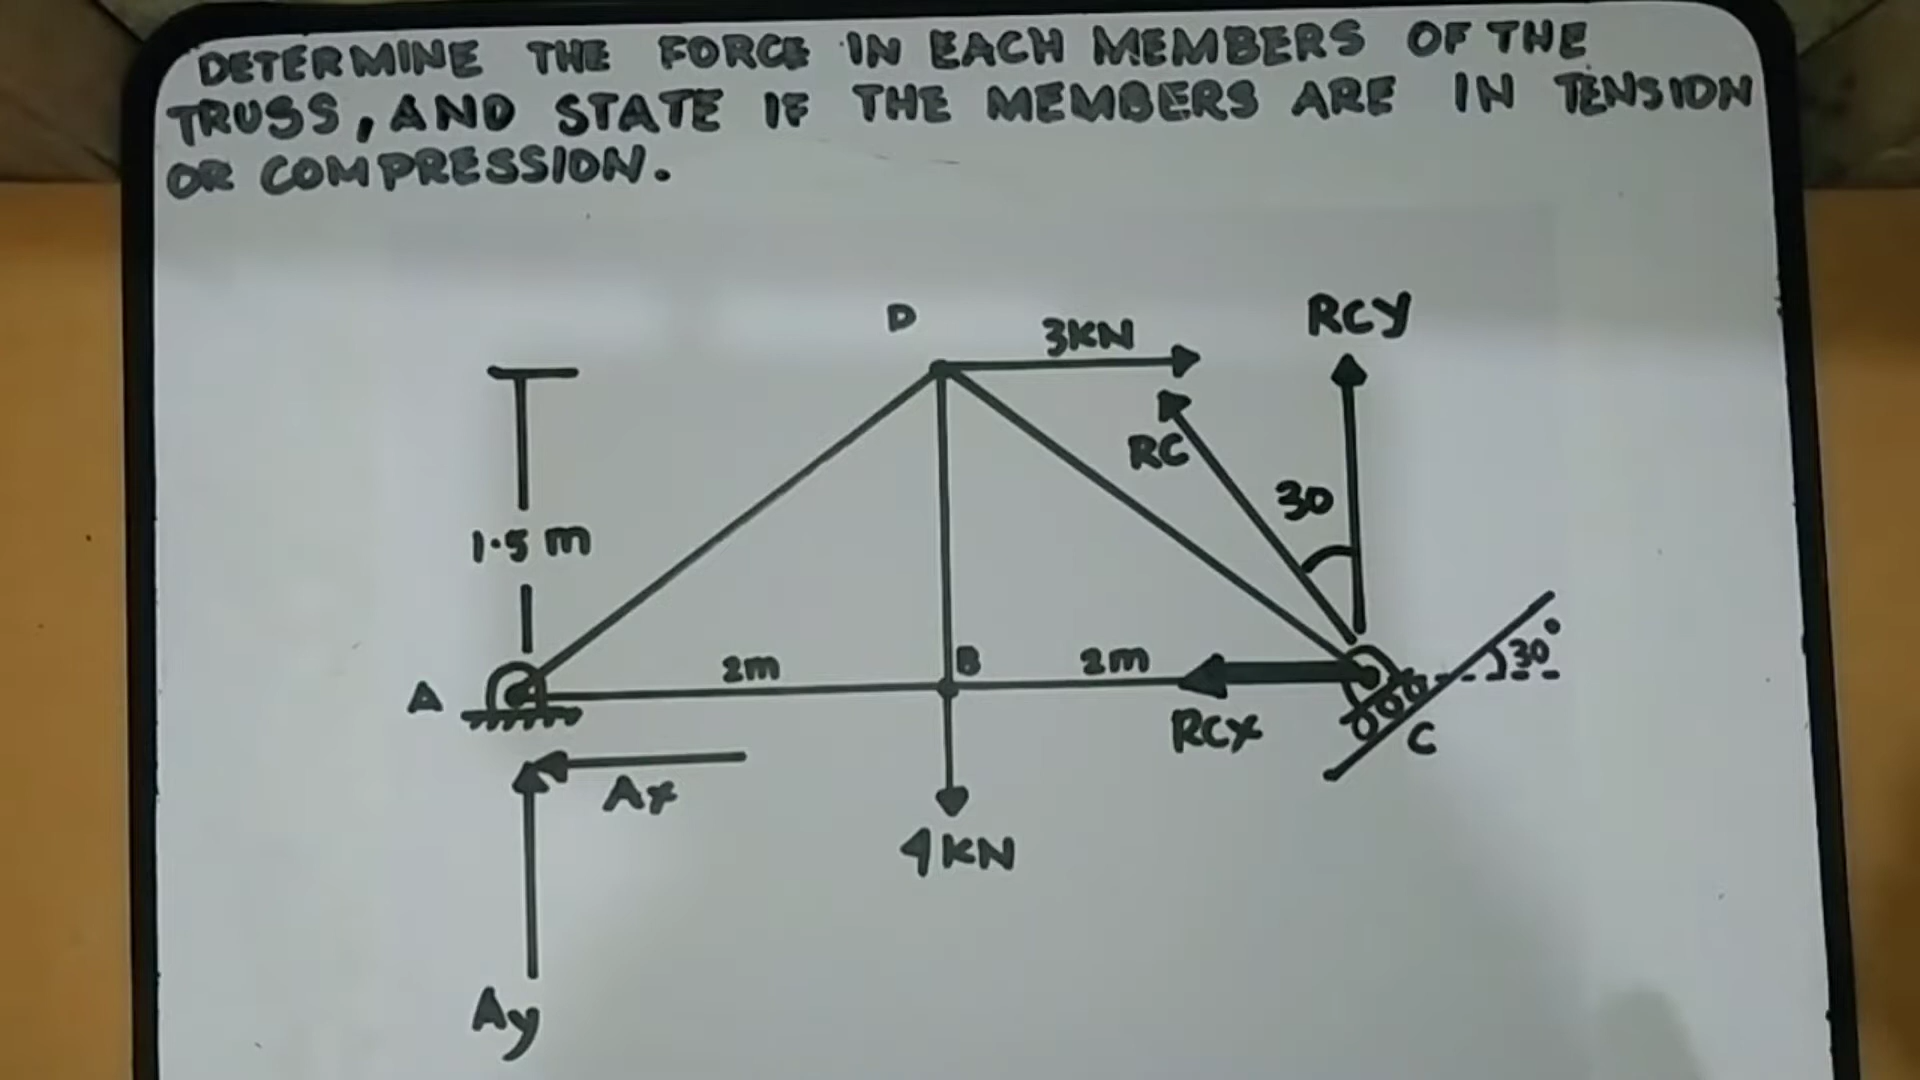 DETERMINE THE FORCE IN EACH MEMBERS OF THE
TRUSS, AND STATE IF THE MEMBERS ARE IN TENSION
OR COMPRESSION.
D
3KN
RCY
RC
30
1.5 m
A
2m
B
2m
30°
RCX
C
Ax
4KN
Ay